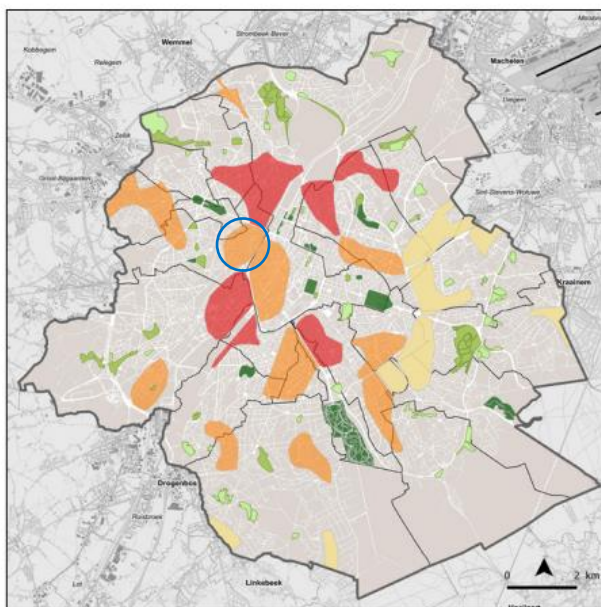 Strombeek-Bever
Wemmel
Kobbegem
Relegem
Machelen
Diegem
Zellik
Groot-Bijgaarden
Sint-Stevens-Woluwe
Kraainem
Drogenbos
Ruisbroek
Lot
Linkebeek
0 2 km